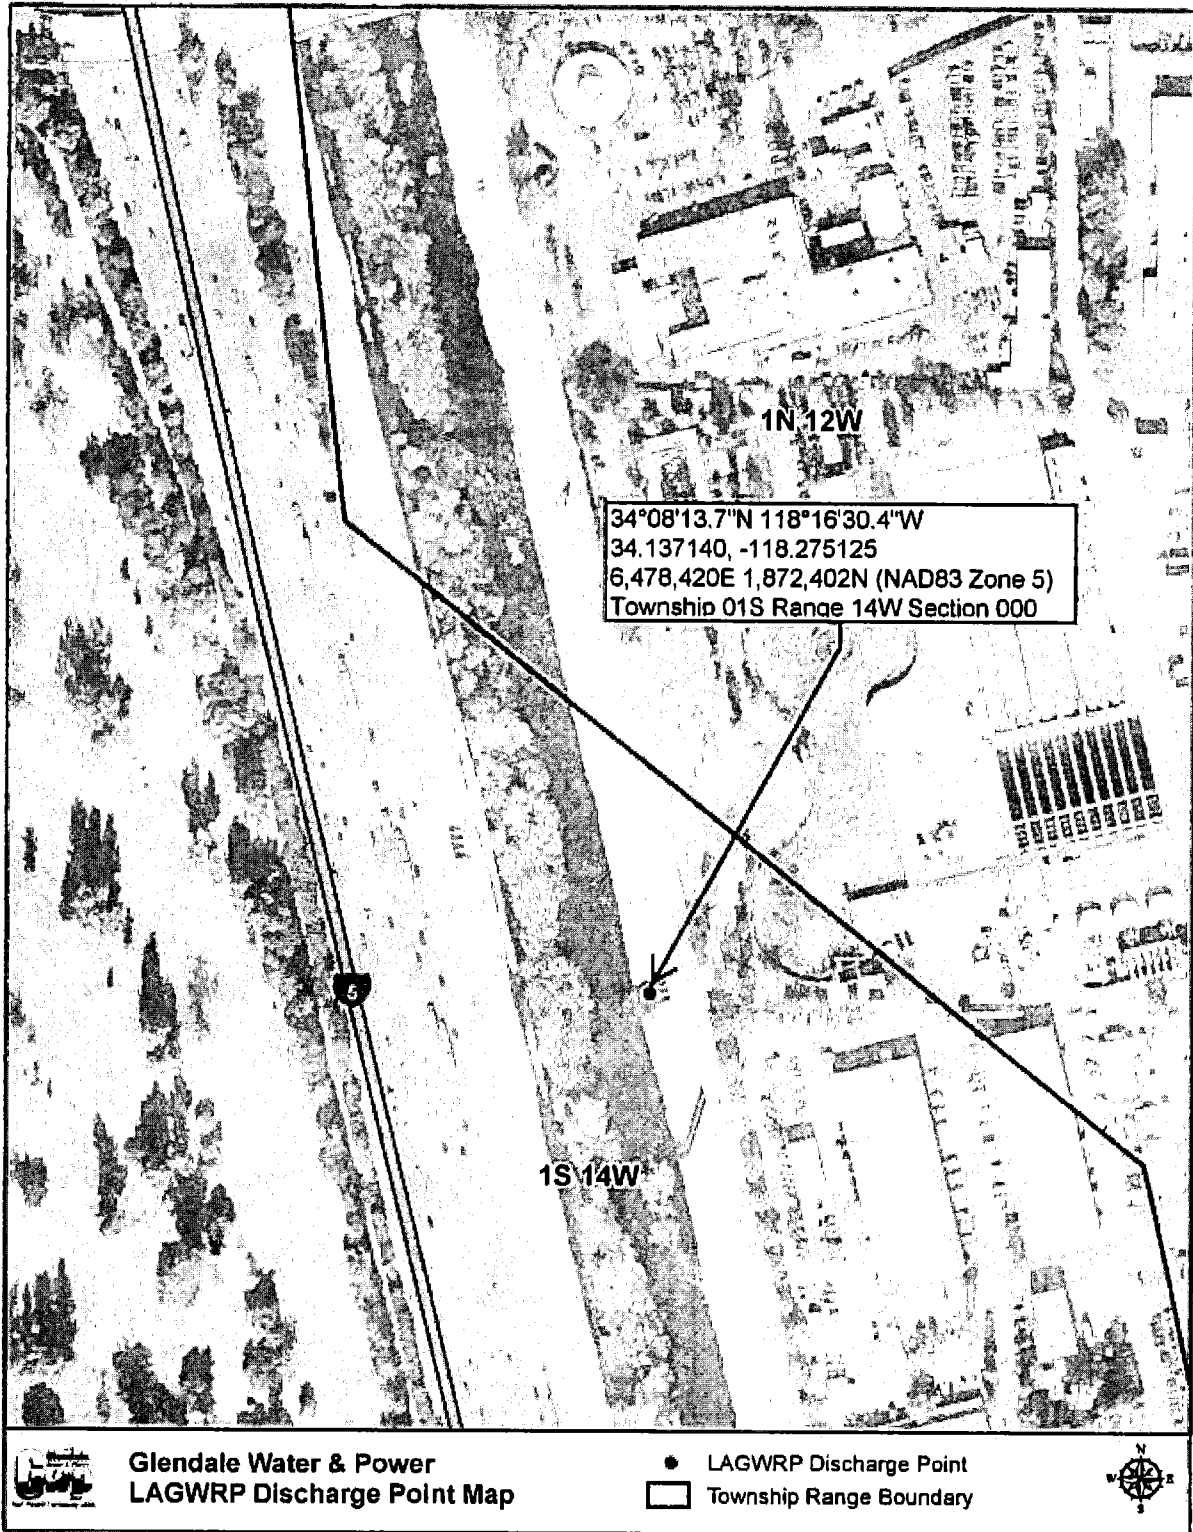 1N 12W
34°08'13.7"N 118°16'30.4"W
34.137140, -118.275125
6,478,420E 1,872,402N (NAD83 Zone 5)
Township 01S Range 14W Section 000
5
1S 14W
Glendale Water & Power
LAGWRP Discharge Point Map
LAGWRP Discharge Point
Township Range Boundary
N
W E
S